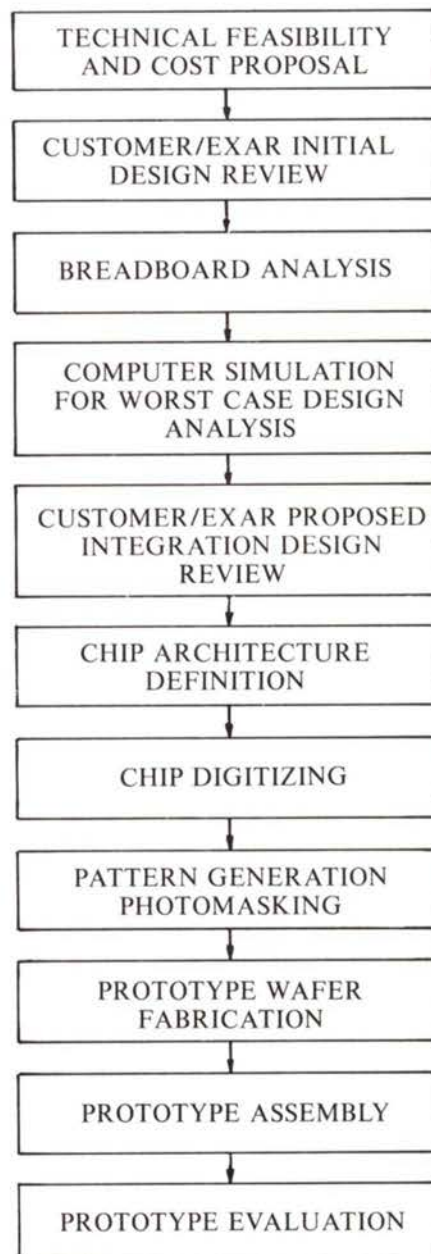 TECHNICAL FEASIBILITY
AND COST PROPOSAL
CUSTOMER/EXAR INITIAL
DESIGN REVIEW
BREADBOARD ANALYSIS
COMPUTER SIMULATION
FOR WORST CASE DESIGN
ANALYSIS
CUSTOMER/EXAR PROPOSED
INTEGRATION DESIGN
REVIEW
CHIP ARCHITECTURE
DEFINITION
CHIP DIGITIZING
PATTERN GENERATION
PHOTOMASKING
PROTOTYPE WAFER
FABRICATION
PROTOTYPE ASSEMBLY
PROTOTYPE EVALUATION